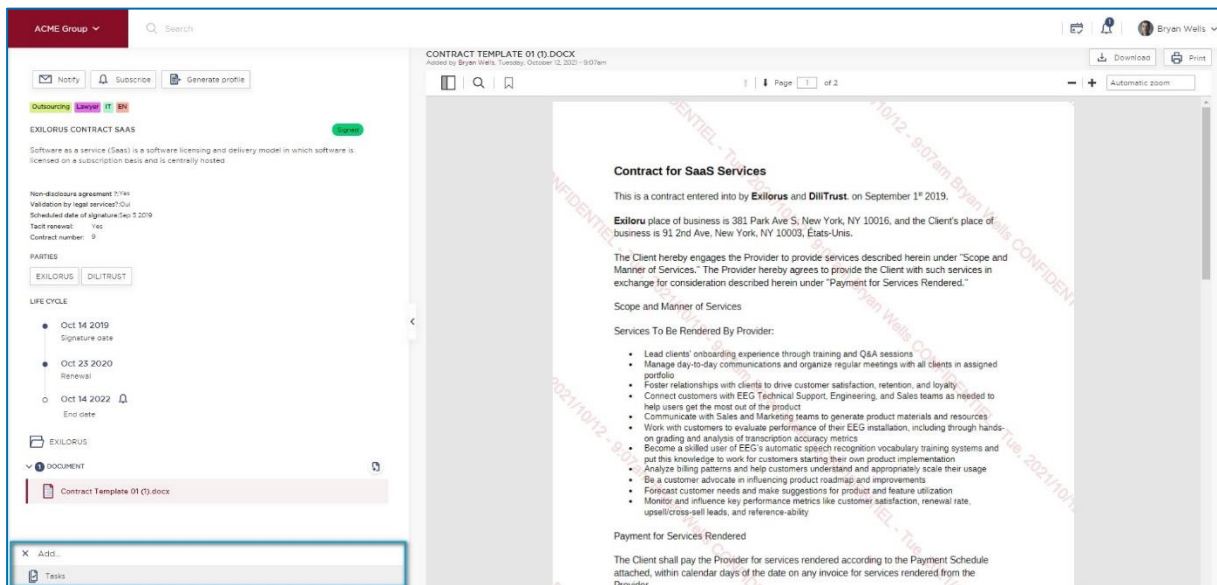 ACME Group
Search
Bryan Wells
Notify
Subscribe
Generate profile
Outsourcing Lawyer IT EN
EXILORUS CONTRACT SAAS
Signed
Software as a service (Saas) is a software licensing and delivery model in which software is
licensed on a subscription basis and is centrally hosted
Non-disclosure agreement ?:Yes
Validation by legal services?:Oui
Scheduled date of signature:Sep 5 2019
Tacit renewal: Yes
Contract number: 9
PARTIES
EXILORUS
DILITRUST
LIFE CYCLE
Oct 14 2019
Signature date
Oct 23 2020
Renewal
Oct 14 2022
End date
EXILORUS
1 DOCUMENT
Contract Template 01 (1).docx
Add...
Tasks
CONTRACT TEMPLATE 01 (1).DOCX
Added by Bryan Wells, Tuesday, October 12, 2021 - 9:07am
Download
Print
Page 1 of 2
Automatic zoom
Contract for SaaS Services
This is a contract entered into by Exilorus and DiliTrust. on September 1st 2019.
Exiloru place of business is 381 Park Ave S, New York, NY 10016, and the Client's place of
business is 91 2nd Ave, New York, NY 10003, États-Unis.
The Client hereby engages the Provider to provide services described herein under "Scope and
Manner of Services." The Provider hereby agrees to provide the Client with such services in
exchange for consideration described herein under "Payment for Services Rendered."
Scope and Manner of Services
Services To Be Rendered By Provider:
Lead clients' onboarding experience through training and Q&A sessions
Manage day-to-day communications and organize regular meetings with all clients in assigned
portfolio
Foster relationships with clients to drive customer satisfaction, retention, and loyalty
Connect customers with EEG Technical Support, Engineering, and Sales teams as needed to
help users get the most out of the product
Communicate with Sales and Marketing teams to generate product materials and resources
Work with customers to evaluate performance of their EEG installation, including through hands-
on grading and analysis of transcription accuracy metrics
Become a skilled user of EEG's automatic speech recognition vocabulary training systems and
put this knowledge to work for customers starting their own product implementation
Analyze billing patterns and help customers understand and appropriately scale their usage
Be a customer advocate in influencing product roadmap and improvements
Forecast customer needs and make suggestions for product and feature utilization
Monitor and influence key performance metrics like customer satisfaction, renewal rate,
upsell/cross-sell leads, and reference-ability
Payment for Services Rendered
The Client shall pay the Provider for services rendered according to the Payment Schedule
attached, within calendar days of the date on any invoice for services rendered from the
Provider